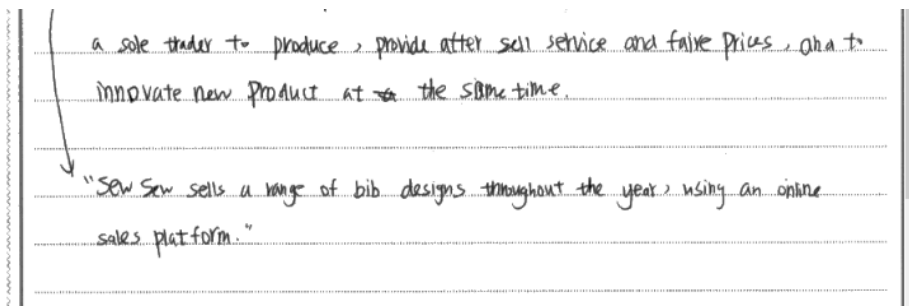 a sole trader to produce, provide after sell service and faire prices, and to
innovate new product at the same time.
"Sew Sew sells a range of bib designs throughout the year, using an online
sales platform."